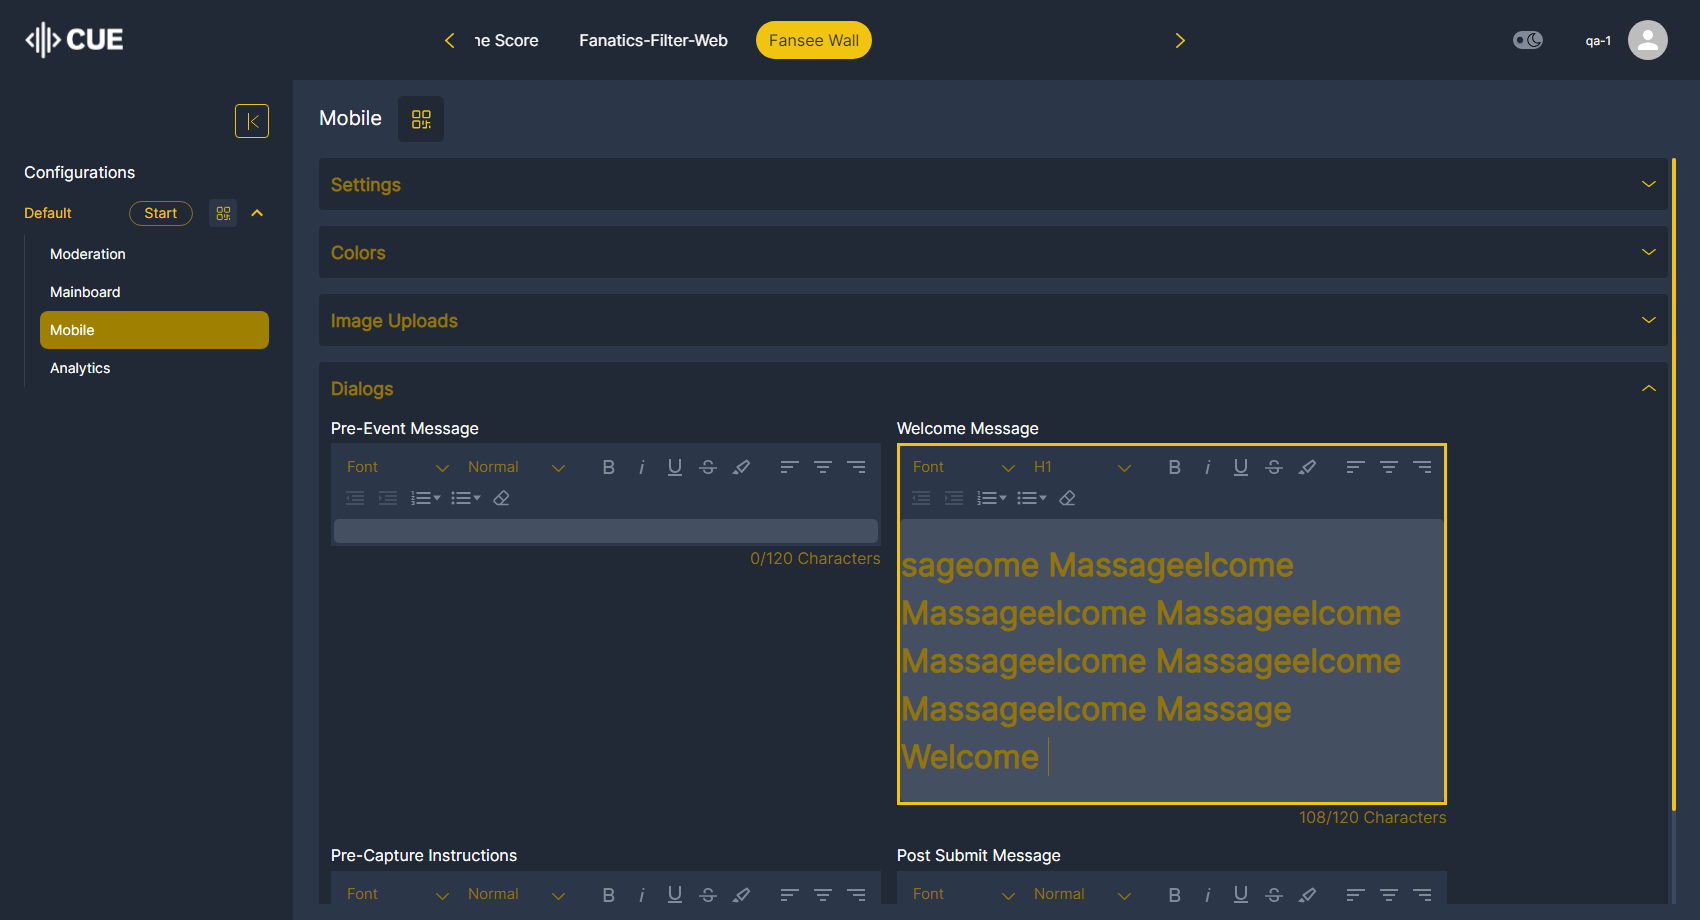 CUE
ne Score
Fanatics-Filter-Web
Fansee Wall
qa-1
Configurations
Default
Start
Moderation
Mainboard
Mobile
Analytics
Mobile
Settings
Colors
Image Uploads
Dialogs
Pre-Event Message
Font
Normal
B i U S
0/120 Characters
Welcome Message
Font
H1
B i U S
sageome Massageelcome
Massageelcome Massageelcome
Massageelcome Massageelcome
Massageelcome Massage
Welcome
108/120 Characters
Pre-Capture Instructions
Font
Normal
B i U S
Post Submit Message
Font
Normal
B i U S